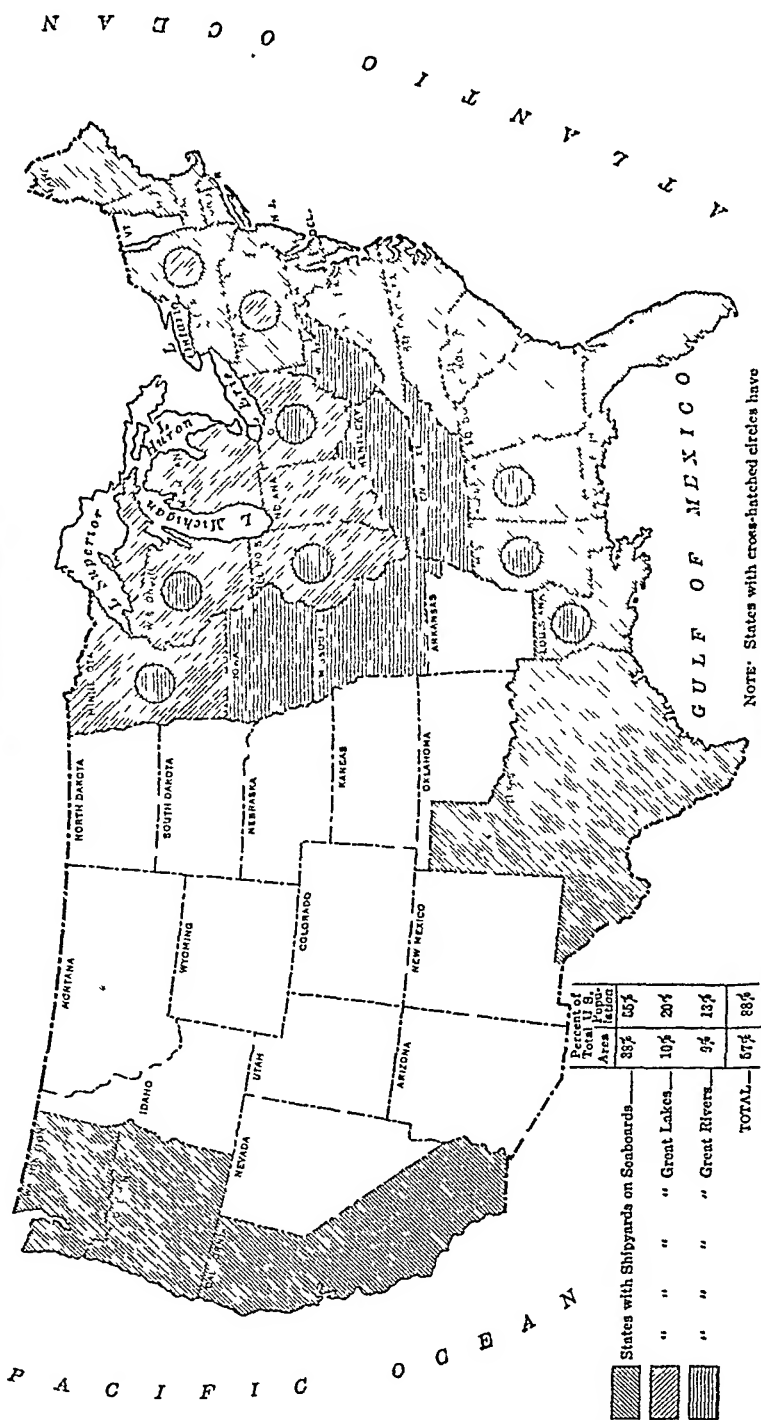 PACIFIC OCEAN
ATLANTIC OCEAN
GULF OF MEXICO
L. Superior
L. Michigan
L. Huron
L. Erie
MONTANA
NORTH DAKOTA
SOUTH DAKOTA
IDAHO
WYOMING
NEBRASKA
NEVADA
UTAH
COLORADO
KANSAS
ARIZONA
NEW MEXICO
OKLAHOMA
ARKANSAS
LOUISIANA
IOWA
VT
N J.
DEL.
Percent of
Total U S.
Area Population
States with Shipyards on Seaboards 38% 55%
" " " " Great Lakes 10% 20%
" " " " Great Rivers 9% 13%
TOTAL 57% 88%
NOTE· States with cross-hatched circles have